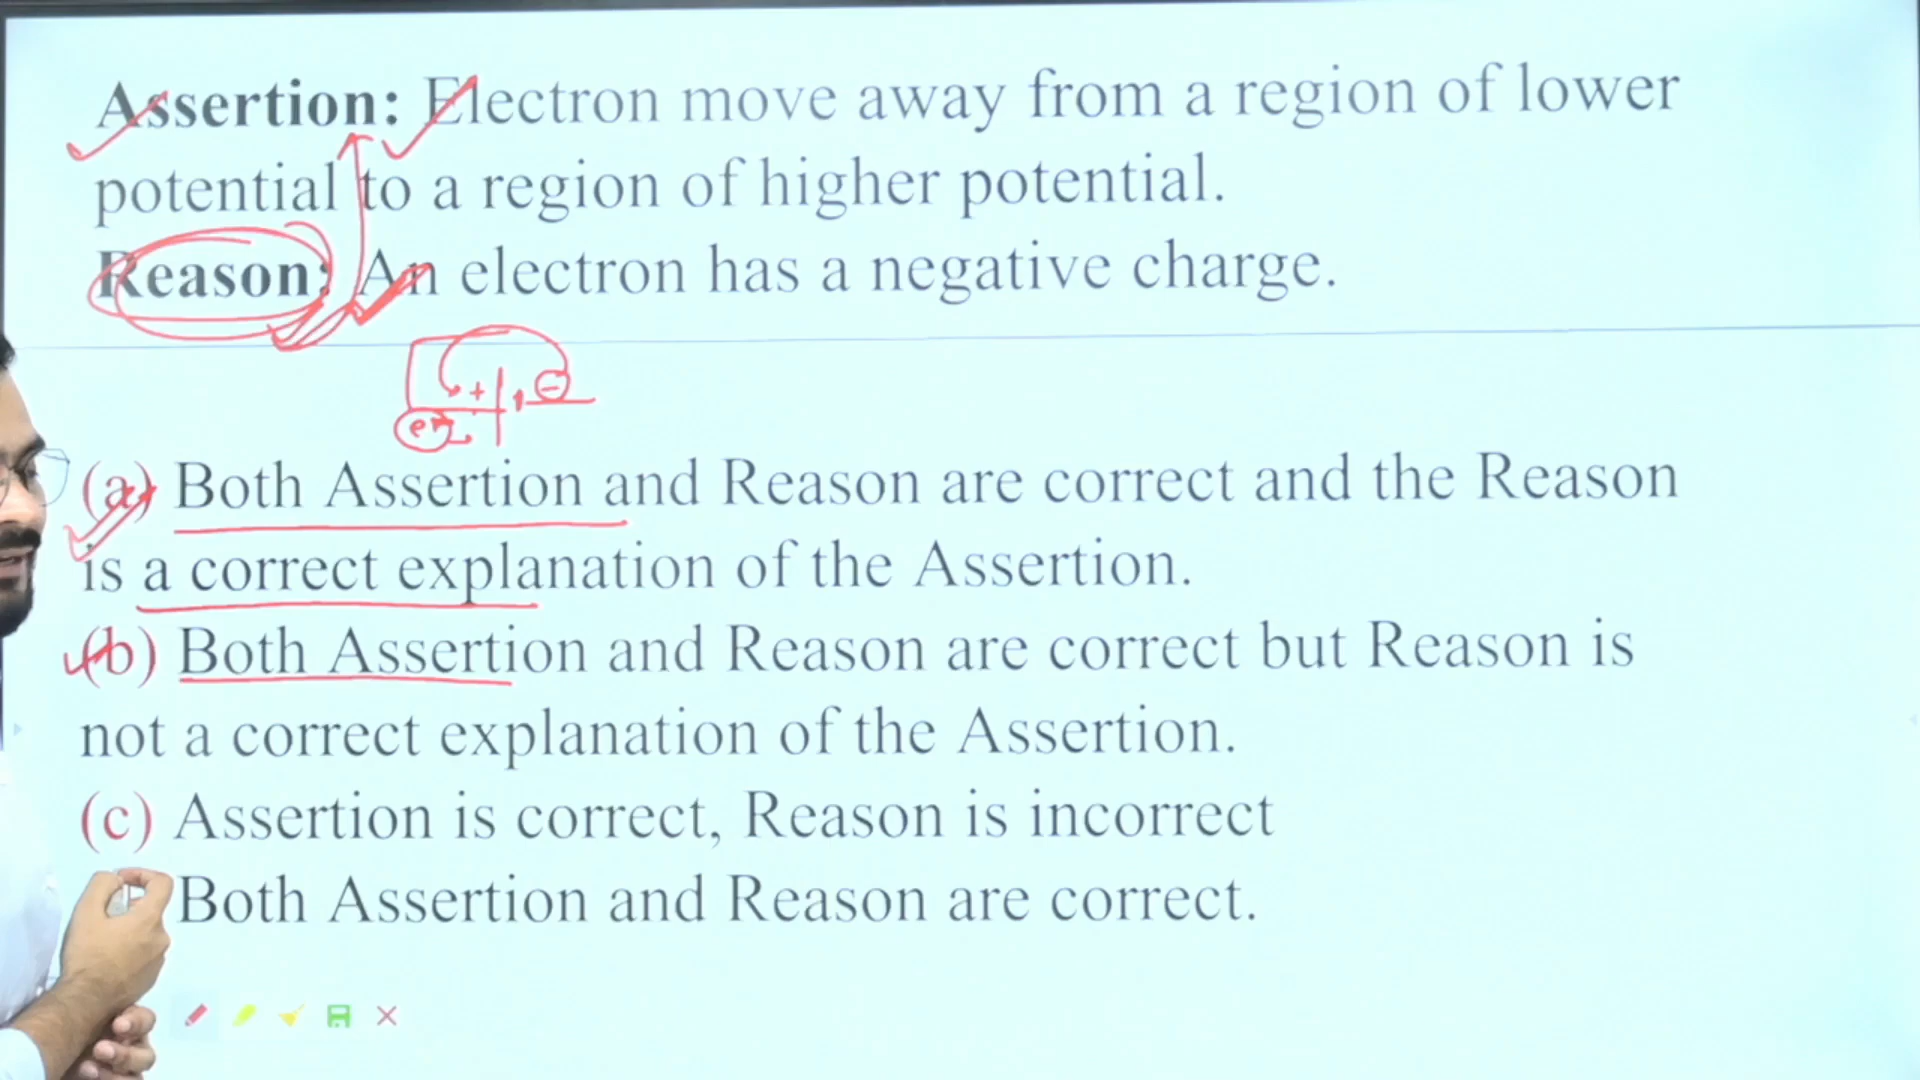 Assertion: Electron move away from a region of lower
potential to a region of higher potential.
Reason: An electron has a negative charge.
+ | ı -
e
(a) Both Assertion and Reason are correct and the Reason
is a correct explanation of the Assertion.
(b) Both Assertion and Reason are correct but Reason is
not a correct explanation of the Assertion.
(c) Assertion is correct, Reason is incorrect
Both Assertion and Reason are correct.